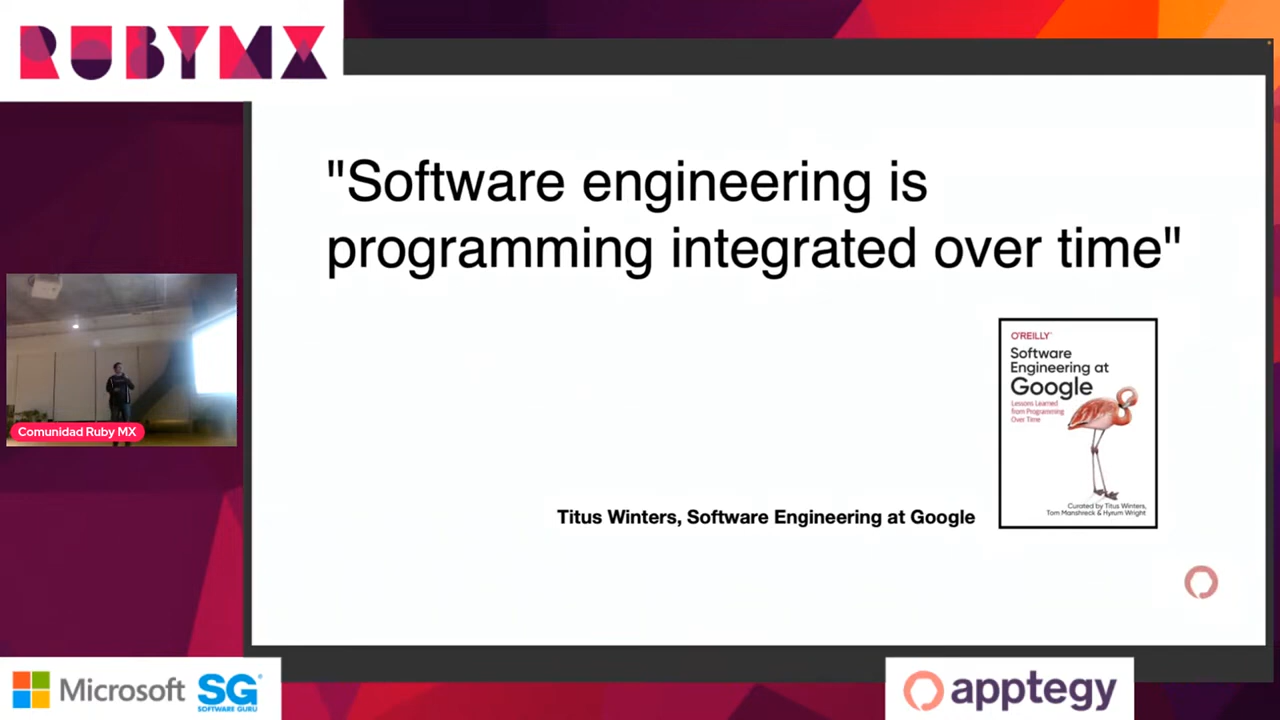 RUBYMX
"Software engineering is
programming integrated over time"
O'REILLY
Software
Engineering at
Google
Lessons Learned
from Programming
Over Time
Curated by Titus Winters,
Tom Manshreck & Hyrum Wright
Titus Winters, Software Engineering at Google
Comunidad Ruby MX
Microsoft
SG
SOFTWARE GURU
apptegy